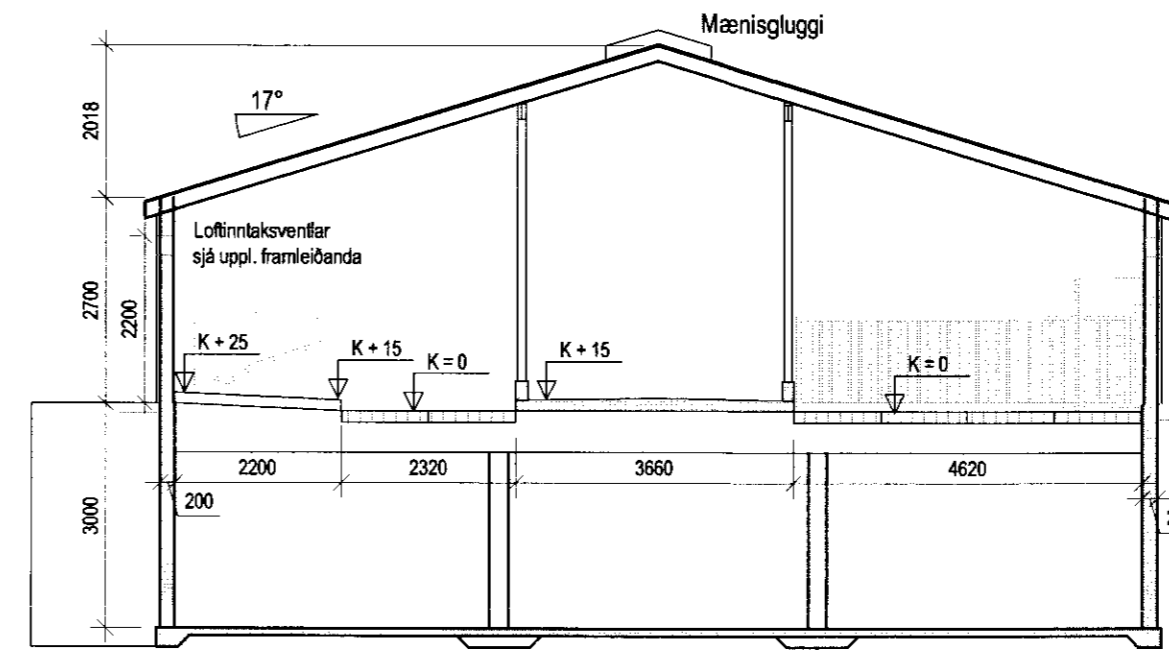 Mænisgluggi
2018
17°
Loftinntaksventlar
sjá uppl. framleiðanda
2700
2200
K + 25
K + 15
K = 0
K + 15
K = 0
2200
2320
3660
4620
200
3000